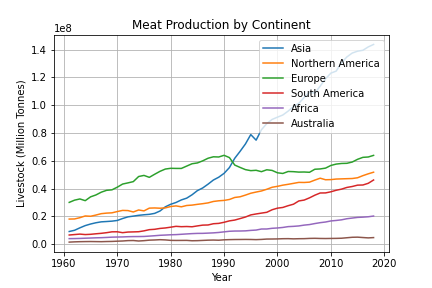 Meat Production by Continent
1e8
Asia
Northern America
Europe
South America
Africa
Australia
1.4
1.2
1.0
0.8
0.6
0.4
0.2
0.0
Livestock (Million Tonnes)
1960 1970 1980 1990 2000 2010 2020
Year